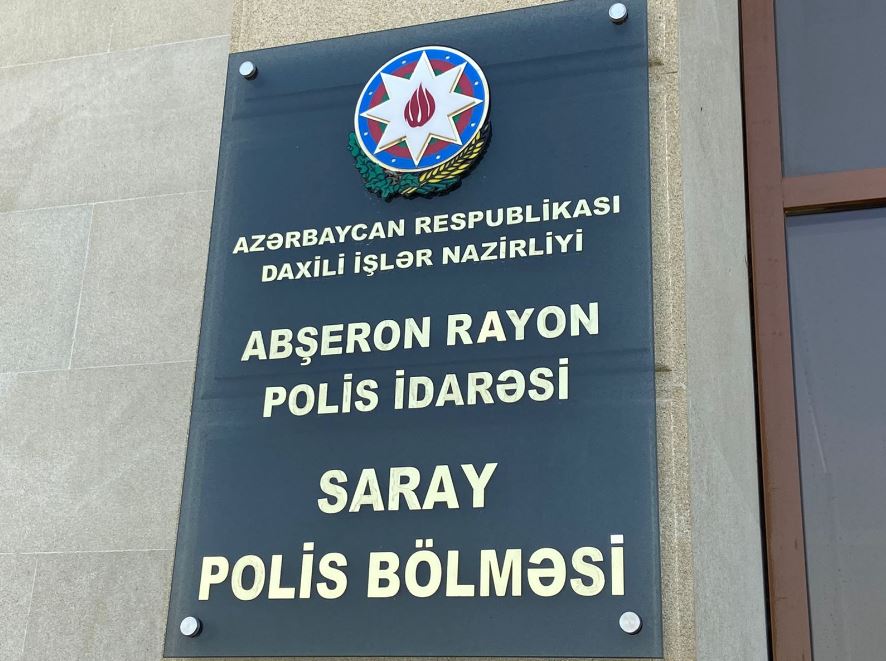 AZƏRBAYCAN RESPUBLİKASI
DAXİLİ İŞLƏR NAZİRLİYİ
ABŞERON RAYON
POLİS İDARƏSİ
SARAY
POLİS BÖLMƏSİ